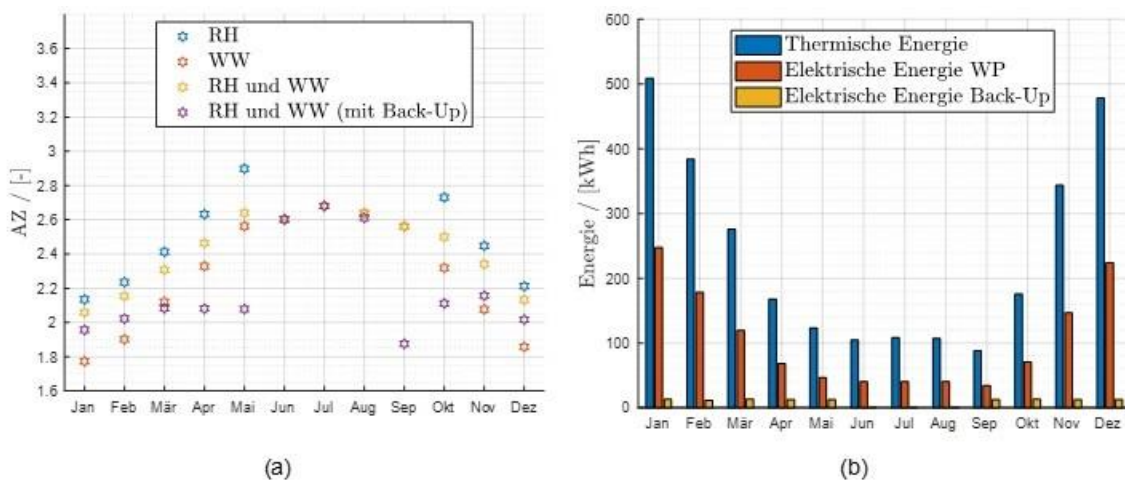 3.6
3.4
3.2
3
2.8
2.6
2.4
2.2
2
1.8
1.6
AZ / [-]
RH
WW
RH und WW
RH und WW (mit Back-Up)
Jan Feb Mär Apr Mai Jun Jul Aug Sep Okt Nov Dez
(a)
600
500
400
300
200
100
0
Energie / [kWh]
Thermische Energie
Elektrische Energie WP
Elektrische Energie Back-Up
Jan Feb Mär Apr Mai Jun Jul Aug Sep Okt Nov Dez
(b)